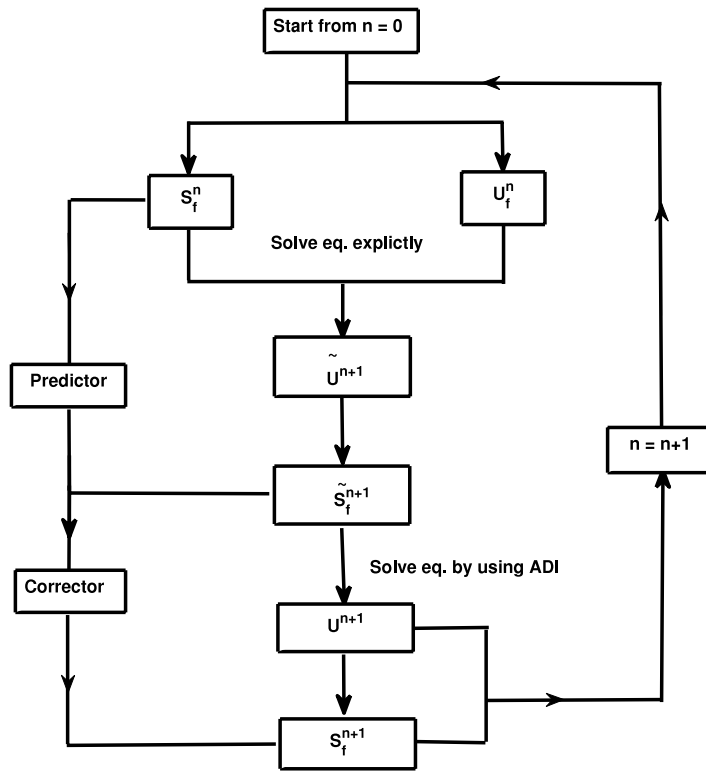 Start from n = 0
S_f^n
U_f^n
Solve eq. explictly
Ũ^{n+1}
Predictor
n = n+1
S̃_f^{n+1}
Solve eq. by using ADI
Corrector
U^{n+1}
S_f^{n+1}